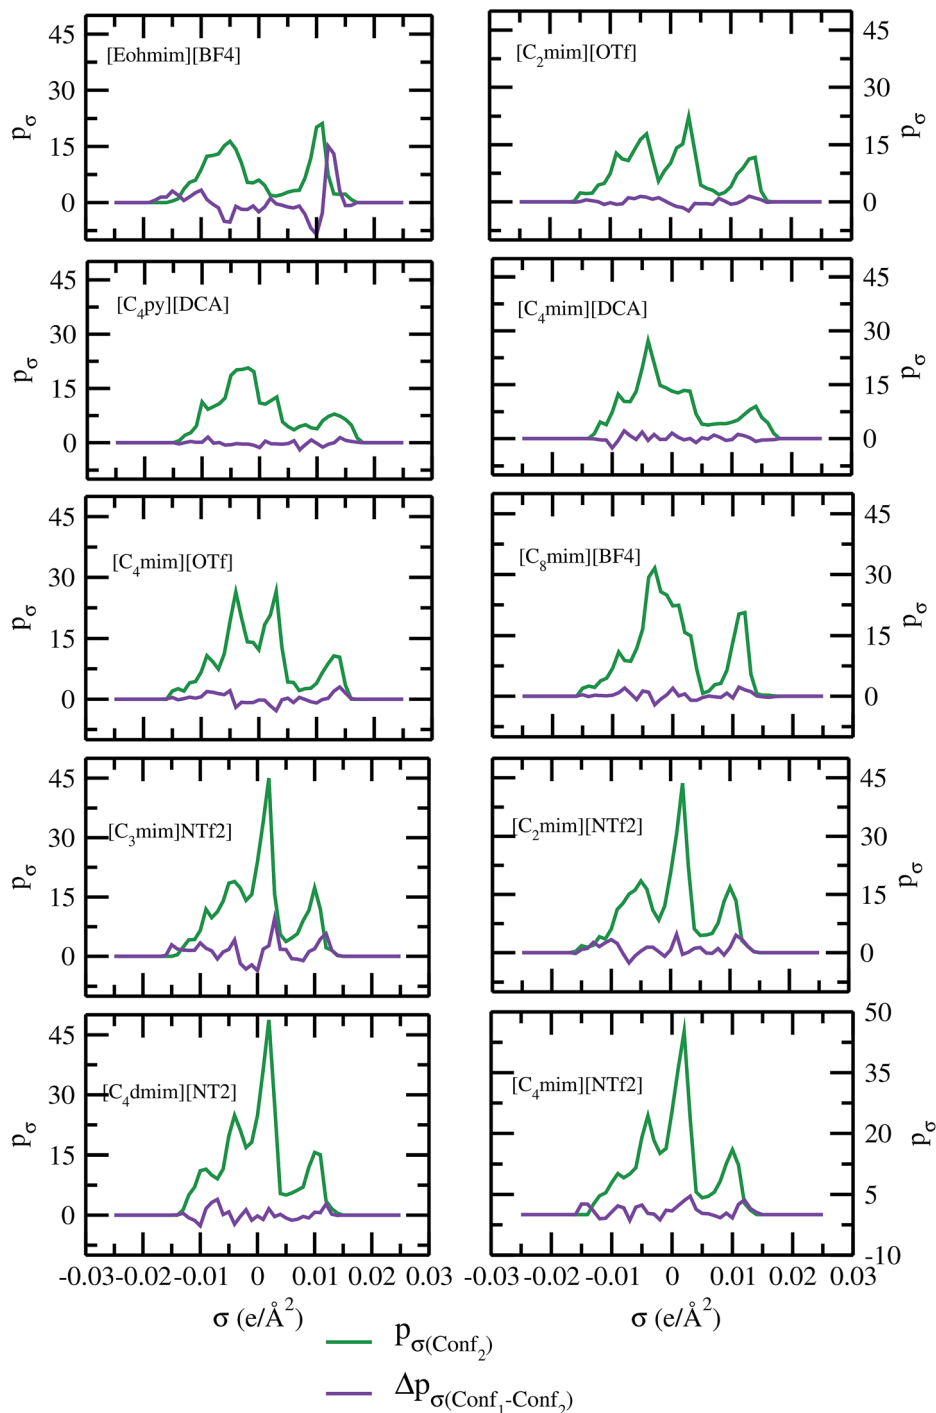 45
30
15
0
pσ
[Eohmim][BF4]
[C2mim][OTf]
45
30
15
0
pσ
45
30
15
0
pσ
[C4py][DCA]
[C4mim][DCA]
45
30
15
0
pσ
45
30
15
0
pσ
[C4mim][OTf]
[C8mim][BF4]
45
30
15
0
pσ
45
30
15
0
pσ
[C3mim]NTf2]
[C2mim][NTf2]
45
30
15
0
pσ
45
30
15
0
pσ
[C4dmim][NT2]
[C4mim][NTf2]
50
35
20
5
-10
pσ
-0.03 -0.02 -0.01 0 0.01 0.02 0.03
-0.03 -0.02 -0.01 0 0.01 0.02 0.03
σ (e/Å2)
σ (e/Å2)
pσ(Conf2)
Δpσ(Conf1-Conf2)